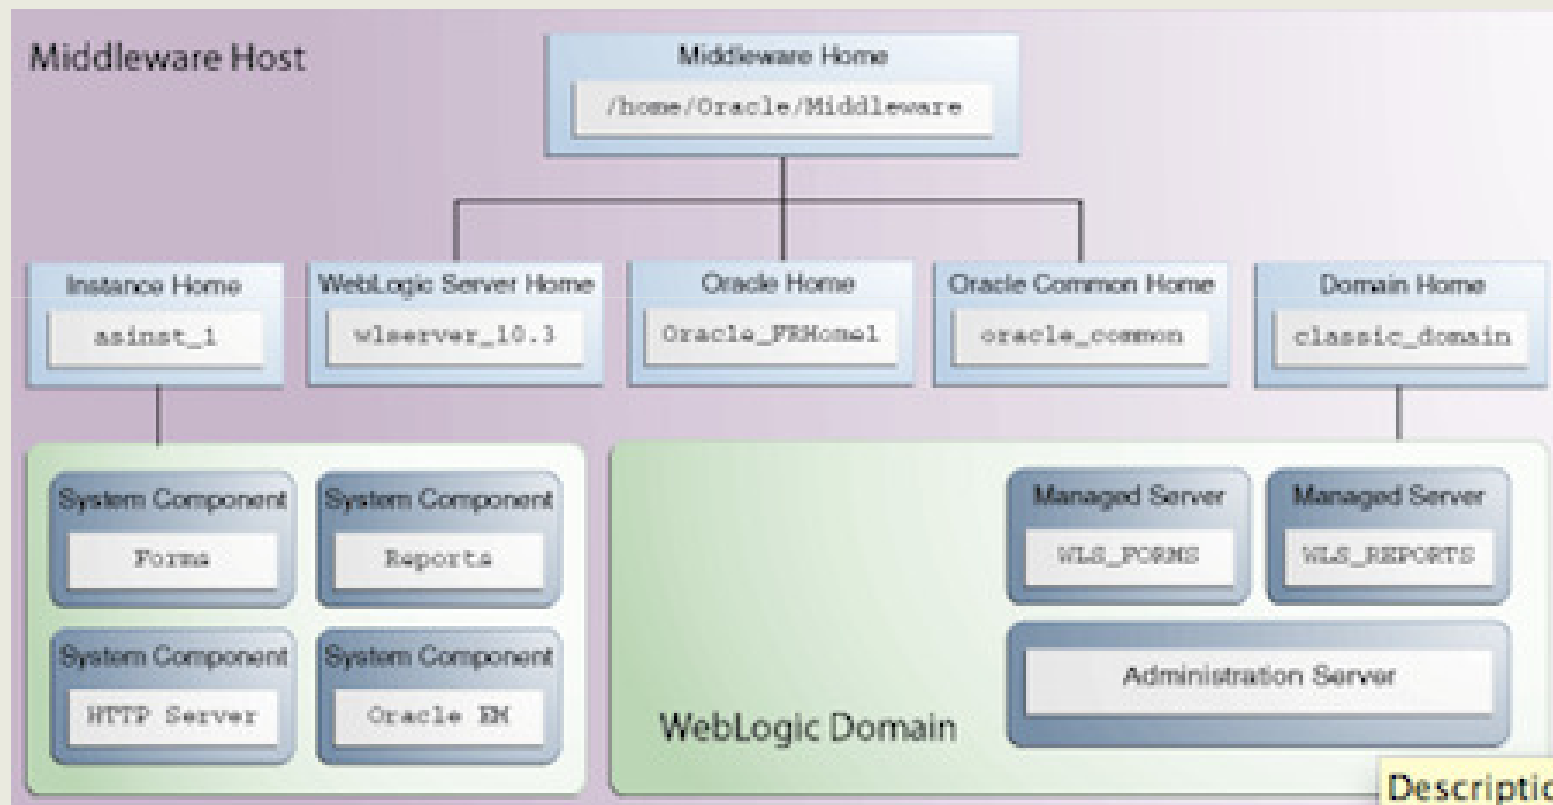 Middleware Host
Middleware Home
/home/Oracle/Middleware
Instance Home
asinst_1
WebLogic Server Home
wlserver_10.3
Oracle Home
Oracle_FRHome1
Oracle Common Home
oracle_common
Domain Home
classic_domain
System Component
Forms
System Component
Reports
System Component
HTTP Server
System Component
Oracle EM
Managed Server
WLS_FORMS
Managed Server
WLS_REPORTS
Administration Server
WebLogic Domain
Descriptio